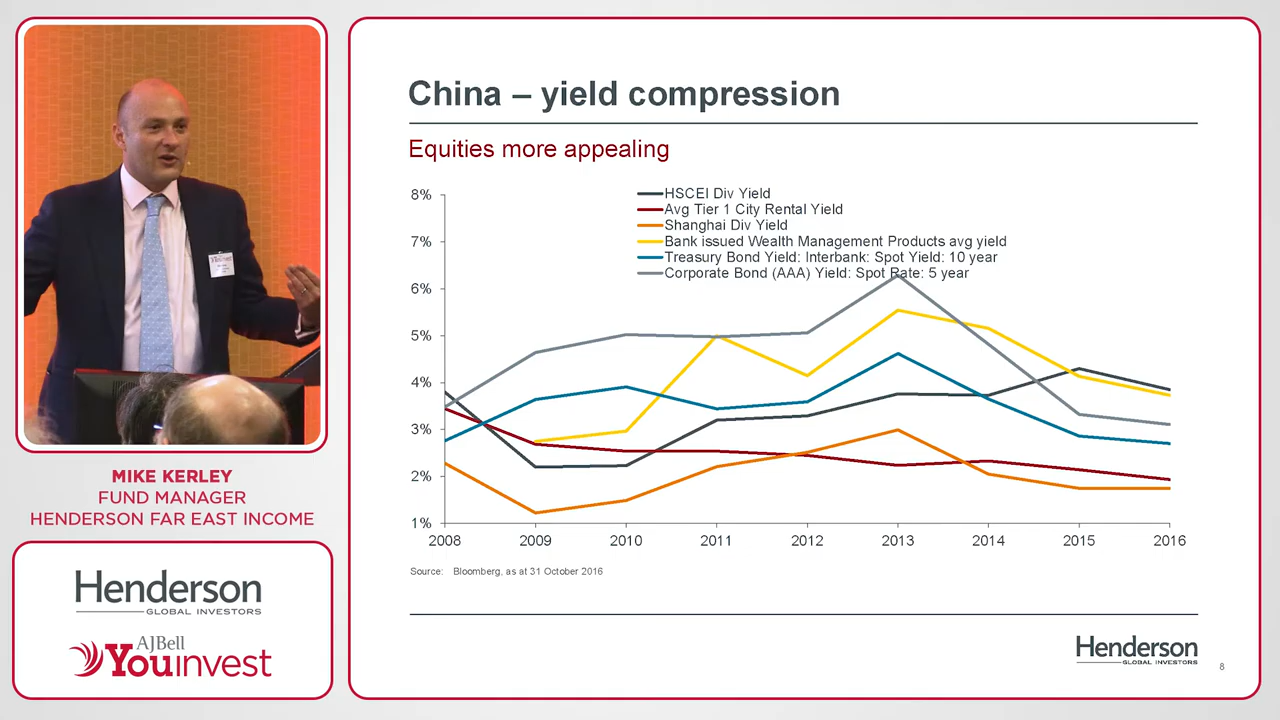 MIKE KERLEY
FUND MANAGER
HENDERSON FAR EAST INCOME
Henderson
GLOBAL INVESTORS
AJBell
Youinvest
China – yield compression
Equities more appealing
HSCEI Div Yield
Avg Tier 1 City Rental Yield
Shanghai Div Yield
Bank issued Wealth Management Products avg yield
Treasury Bond Yield: Interbank: Spot Yield: 10 year
Corporate Bond (AAA) Yield: Spot Rate: 5 year
8%
7%
6%
5%
4%
3%
2%
1%
2008 2009 2010 2011 2012 2013 2014 2015 2016
Source: Bloomberg, as at 31 October 2016
Henderson
GLOBAL INVESTORS
8